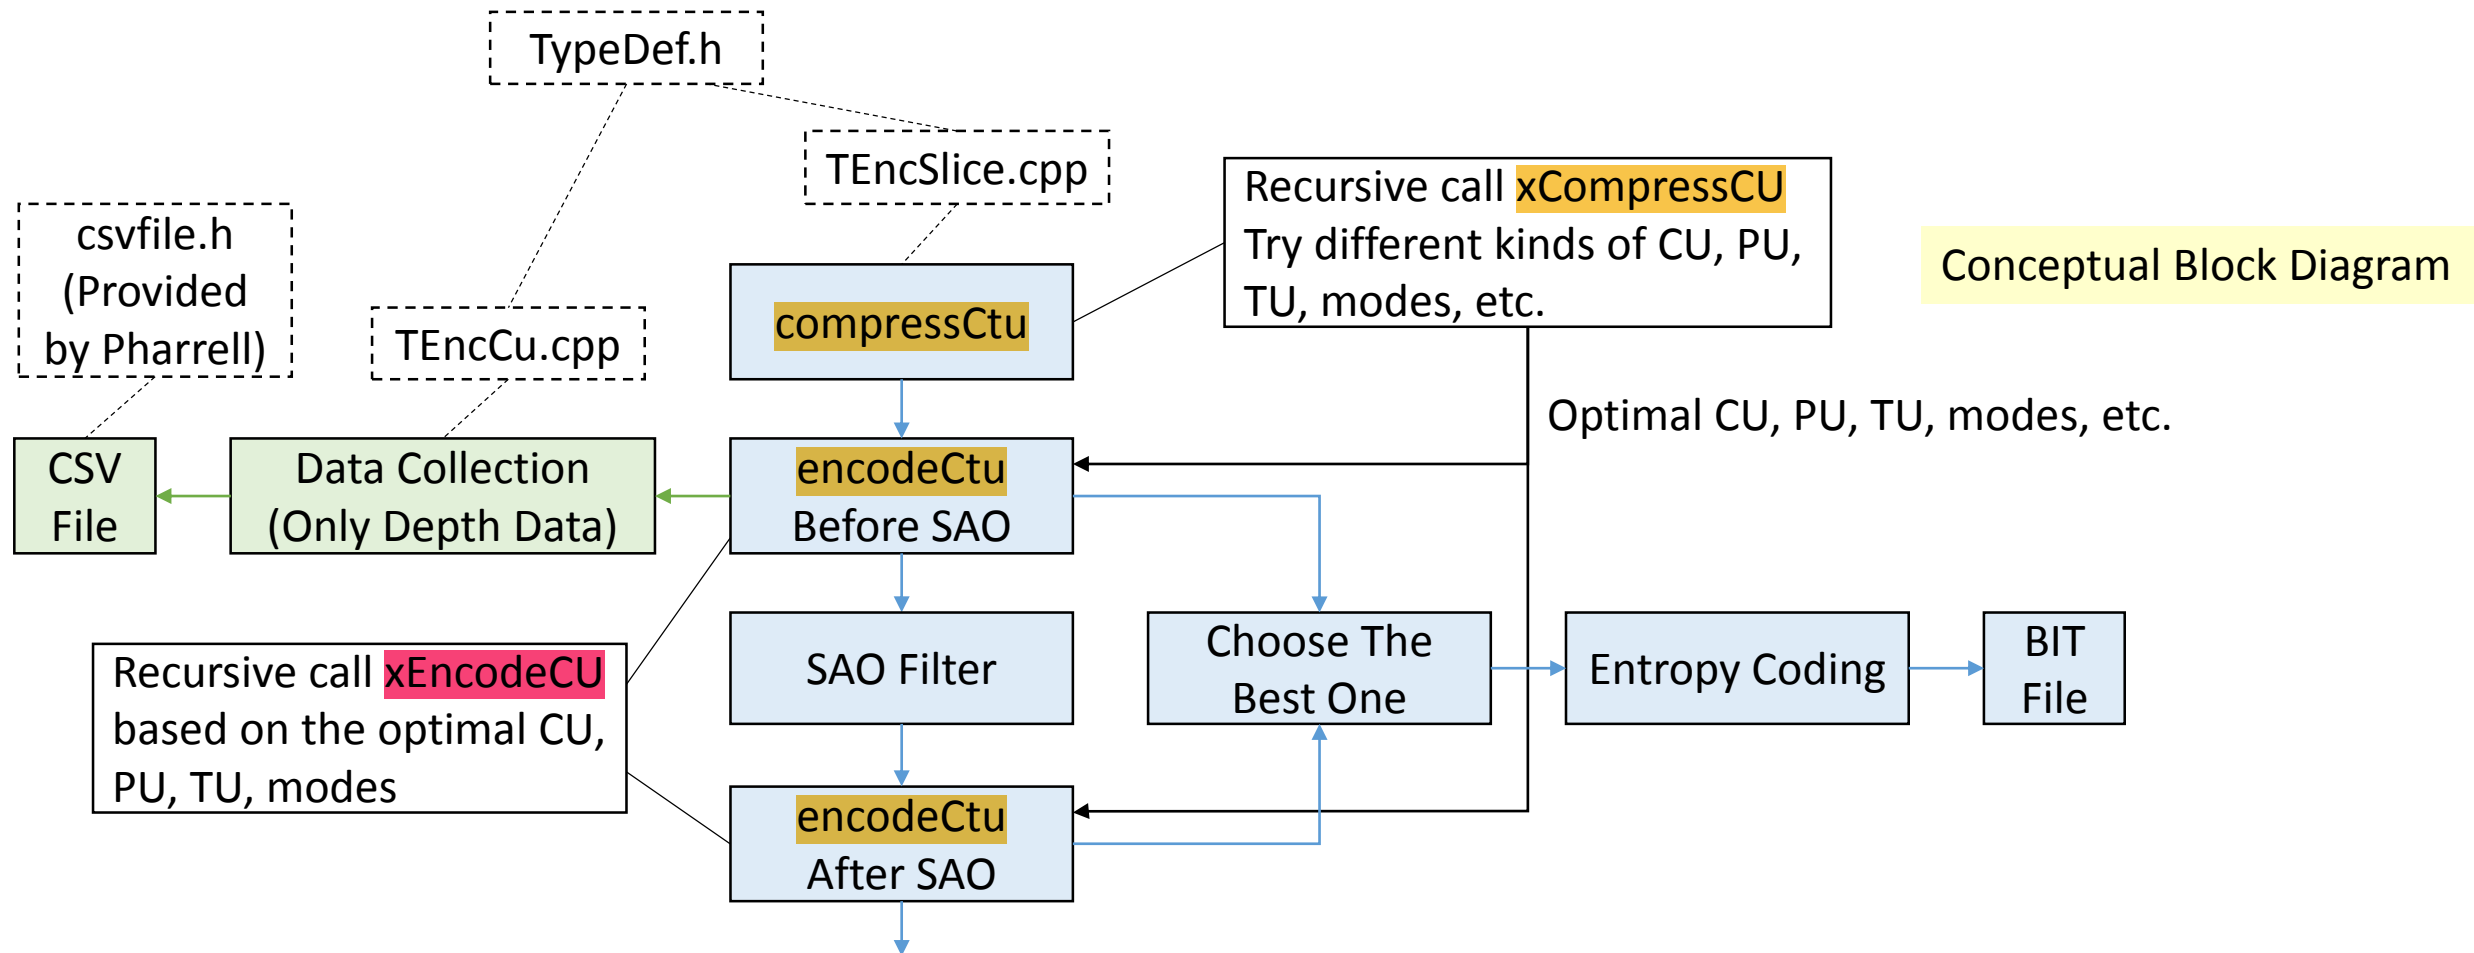 TypeDef.h
TEncSlice.cpp
Recursive call xCompressCU
Try different kinds of CU, PU,
TU, modes, etc.
csvfile.h
(Provided
by Pharrell)
Conceptual Block Diagram
TEncCu.cpp
compressCtu
Optimal CU, PU, TU, modes, etc.
CSV
File
Data Collection
(Only Depth Data)
encodeCtu
Before SAO
Recursive call xEncodeCU
based on the optimal CU,
PU, TU, modes
SAO Filter
Choose The
Best One
Entropy Coding
BIT
File
encodeCtu
After SAO